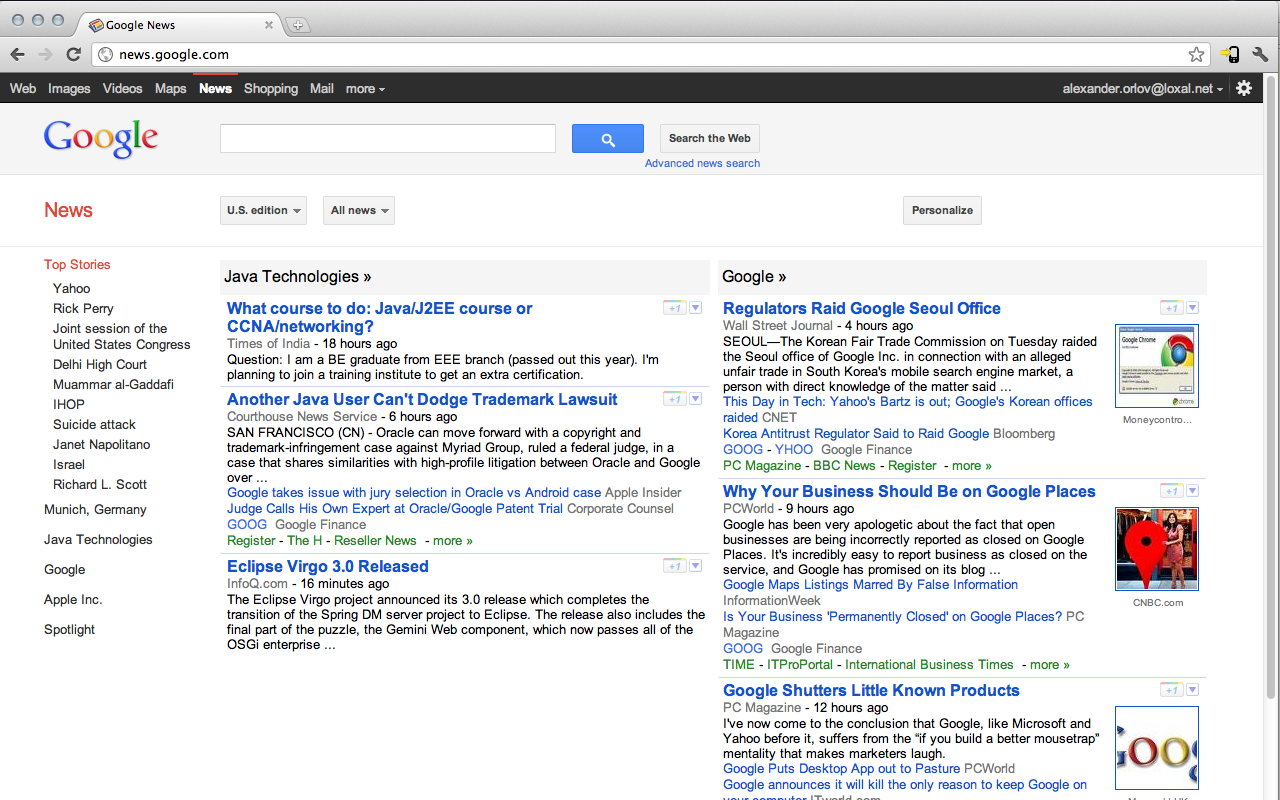 Google News
news.google.com
Web Images Videos Maps News Shopping Mail more
alexander.orlov@loxal.net
Google
Search the Web
Advanced news search
News
U.S. edition
All news
Personalize
Top Stories
Yahoo
Rick Perry
Joint session of the
United States Congress
Delhi High Court
Muammar al-Gaddafi
IHOP
Suicide attack
Janet Napolitano
Israel
Richard L. Scott
Munich, Germany
Java Technologies
Google
Apple Inc.
Spotlight
Java Technologies »
What course to do: Java/J2EE course or
CCNA/networking?
+1
Times of India - 18 hours ago
Question: I am a BE graduate from EEE branch (passed out this year). I'm
planning to join a training institute to get an extra certification.
Another Java User Can't Dodge Trademark Lawsuit
+1
Courthouse News Service - 6 hours ago
SAN FRANCISCO (CN) - Oracle can move forward with a copyright and
trademark-infringement case against Myriad Group, ruled a federal judge, in a
case that shares similarities with high-profile litigation between Oracle and Google
over ...
Google takes issue with jury selection in Oracle vs Android case Apple Insider
Judge Calls His Own Expert at Oracle/Google Patent Trial Corporate Counsel
GOOG Google Finance
Register - The H - Reseller News - more »
Eclipse Virgo 3.0 Released
+1
InfoQ.com - 16 minutes ago
The Eclipse Virgo project announced its 3.0 release which completes the
transition of the Spring DM server project to Eclipse. The release also includes the
final part of the puzzle, the Gemini Web component, which now passes all of the
OSGi enterprise ...
Google »
Regulators Raid Google Seoul Office
+1
Wall Street Journal - 4 hours ago
SEOUL—The Korean Fair Trade Commission on Tuesday raided
the Seoul office of Google Inc. in connection with an alleged
unfair trade in South Korea's mobile search engine market, a
person with direct knowledge of the matter said ...
This Day in Tech: Yahoo's Bartz is out; Google's Korean offices
raided CNET
Korea Antitrust Regulator Said to Raid Google Bloomberg
GOOG - YHOO Google Finance
PC Magazine - BBC News - Register - more »
Google Chrome
chrome
Moneycontro...
Why Your Business Should Be on Google Places
+1
PCWorld - 9 hours ago
Google has been very apologetic about the fact that open
businesses are being incorrectly reported as closed on Google
Places. It's incredibly easy to report business as closed on the
service, and Google has promised on its blog ...
Google Maps Listings Marred By False Information
InformationWeek
Is Your Business 'Permanently Closed' on Google Places? PC
Magazine
GOOG Google Finance
TIME - ITProPortal - International Business Times - more »
CNBC.com
Google Shutters Little Known Products
+1
PC Magazine - 12 hours ago
I've now come to the conclusion that Google, like Microsoft and
Yahoo before it, suffers from the “if you build a better mousetrap”
mentality that makes marketers laugh.
Google Puts Desktop App out to Pasture PCWorld
Google announces it will kill the only reason to keep Google on
your computer ITworld.com